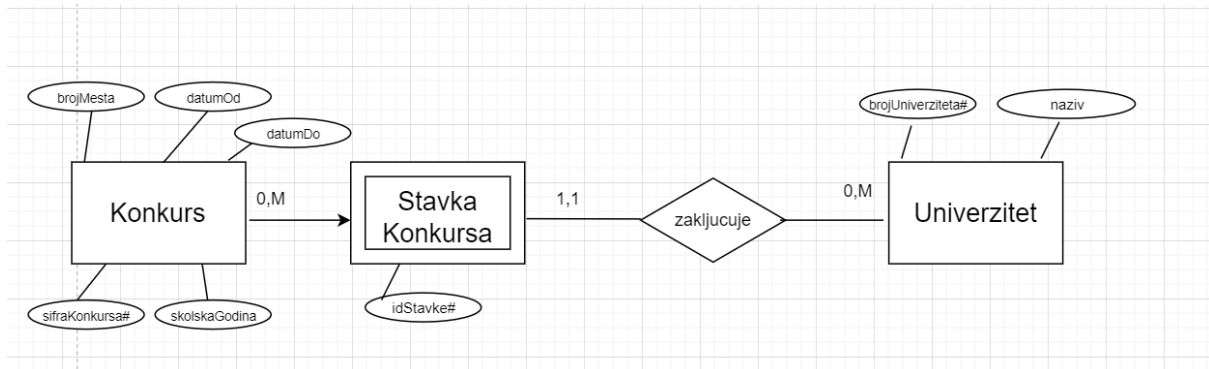 brojMesta
datumOd
datumDo
brojUniverziteta#
naziv
Konkurs
0,M
Stavka
Konkursa
1,1
zakljucuje
0,M
Univerzitet
sifraKonkursa#
skolskaGodina
idStavke#